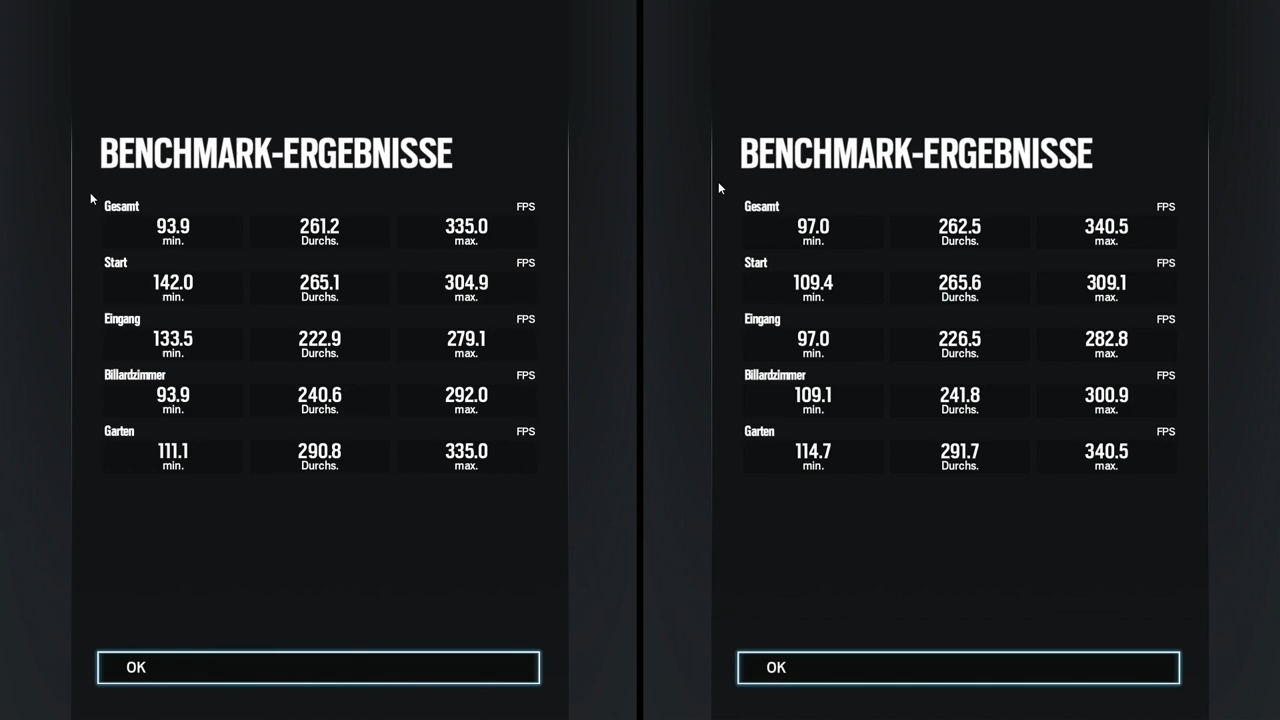 BENCHMARK-ERGEBNISSE
Gesamt FPS
93.9 261.2 335.0
min. Durchs. max.
Start FPS
142.0 265.1 304.9
min. Durchs. max.
Eingang FPS
133.5 222.9 279.1
min. Durchs. max.
Billardzimmer FPS
93.9 240.6 292.0
min. Durchs. max.
Garten FPS
111.1 290.8 335.0
min. Durchs. max.
OK
BENCHMARK-ERGEBNISSE
Gesamt FPS
97.0 262.5 340.5
min. Durchs. max.
Start FPS
109.4 265.6 309.1
min. Durchs. max.
Eingang FPS
97.0 226.5 282.8
min. Durchs. max.
Billardzimmer FPS
109.1 241.8 300.9
min. Durchs. max.
Garten FPS
114.7 291.7 340.5
min. Durchs. max.
OK